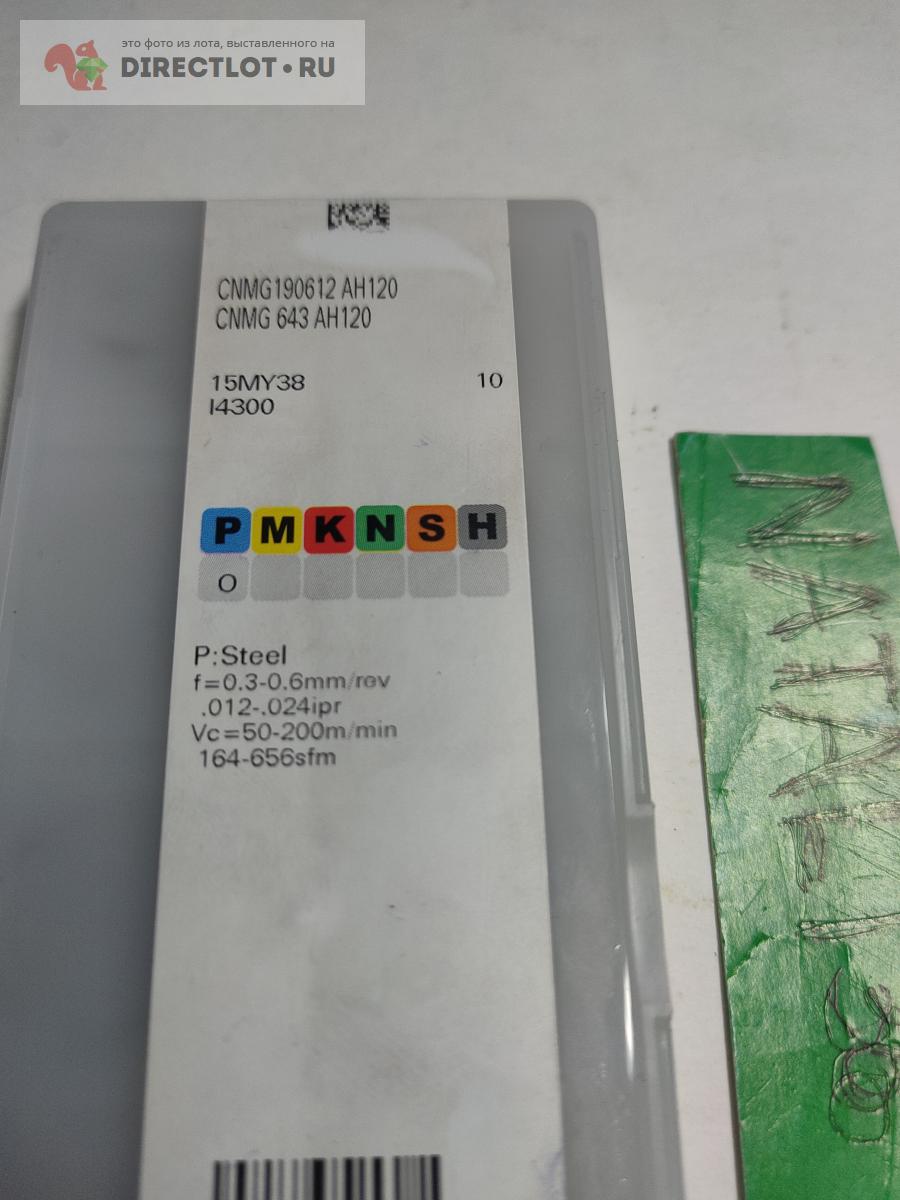 это фото из лота, выставленного на
DIRECTLOT•RU
CNMG190612 AH120
CNMG 643 AH120
15MY38 10
I4300
P M K N S H
O
P:Steel
f=0.3-0.6mm/rev
.012-.024ipr
Vc=50-200m/min
164-656sfm